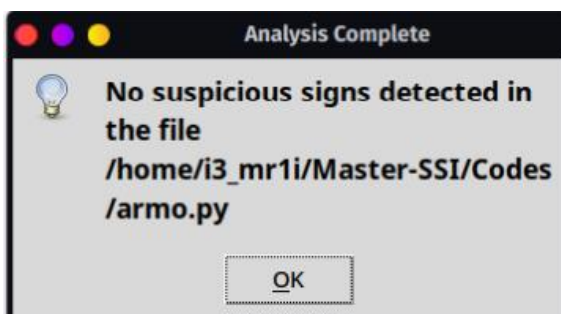 Analysis Complete
No suspicious signs detected in
the file
/home/i3_mr1i/Master-SSI/Codes
/armo.py
OK